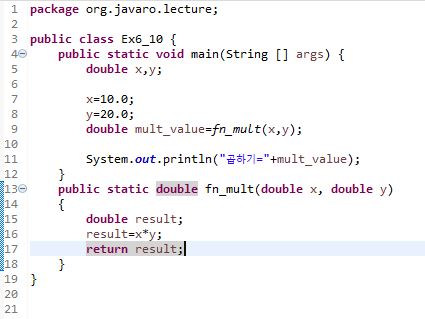 1 package org.javaro.lecture;
2
3 public class Ex6_10 {
4 public static void main(String [] args) {
5 double x,y;
6
7 x=10.0;
8 y=20.0;
9 double mult_value=fn_mult(x,y);
10
11 System.out.println("곱하기="+mult_value);
12 }
13 public static double fn_mult(double x, double y)
14 {
15 double result;
16 result=x*y;
17 return result;
18 }
19 }
20
21